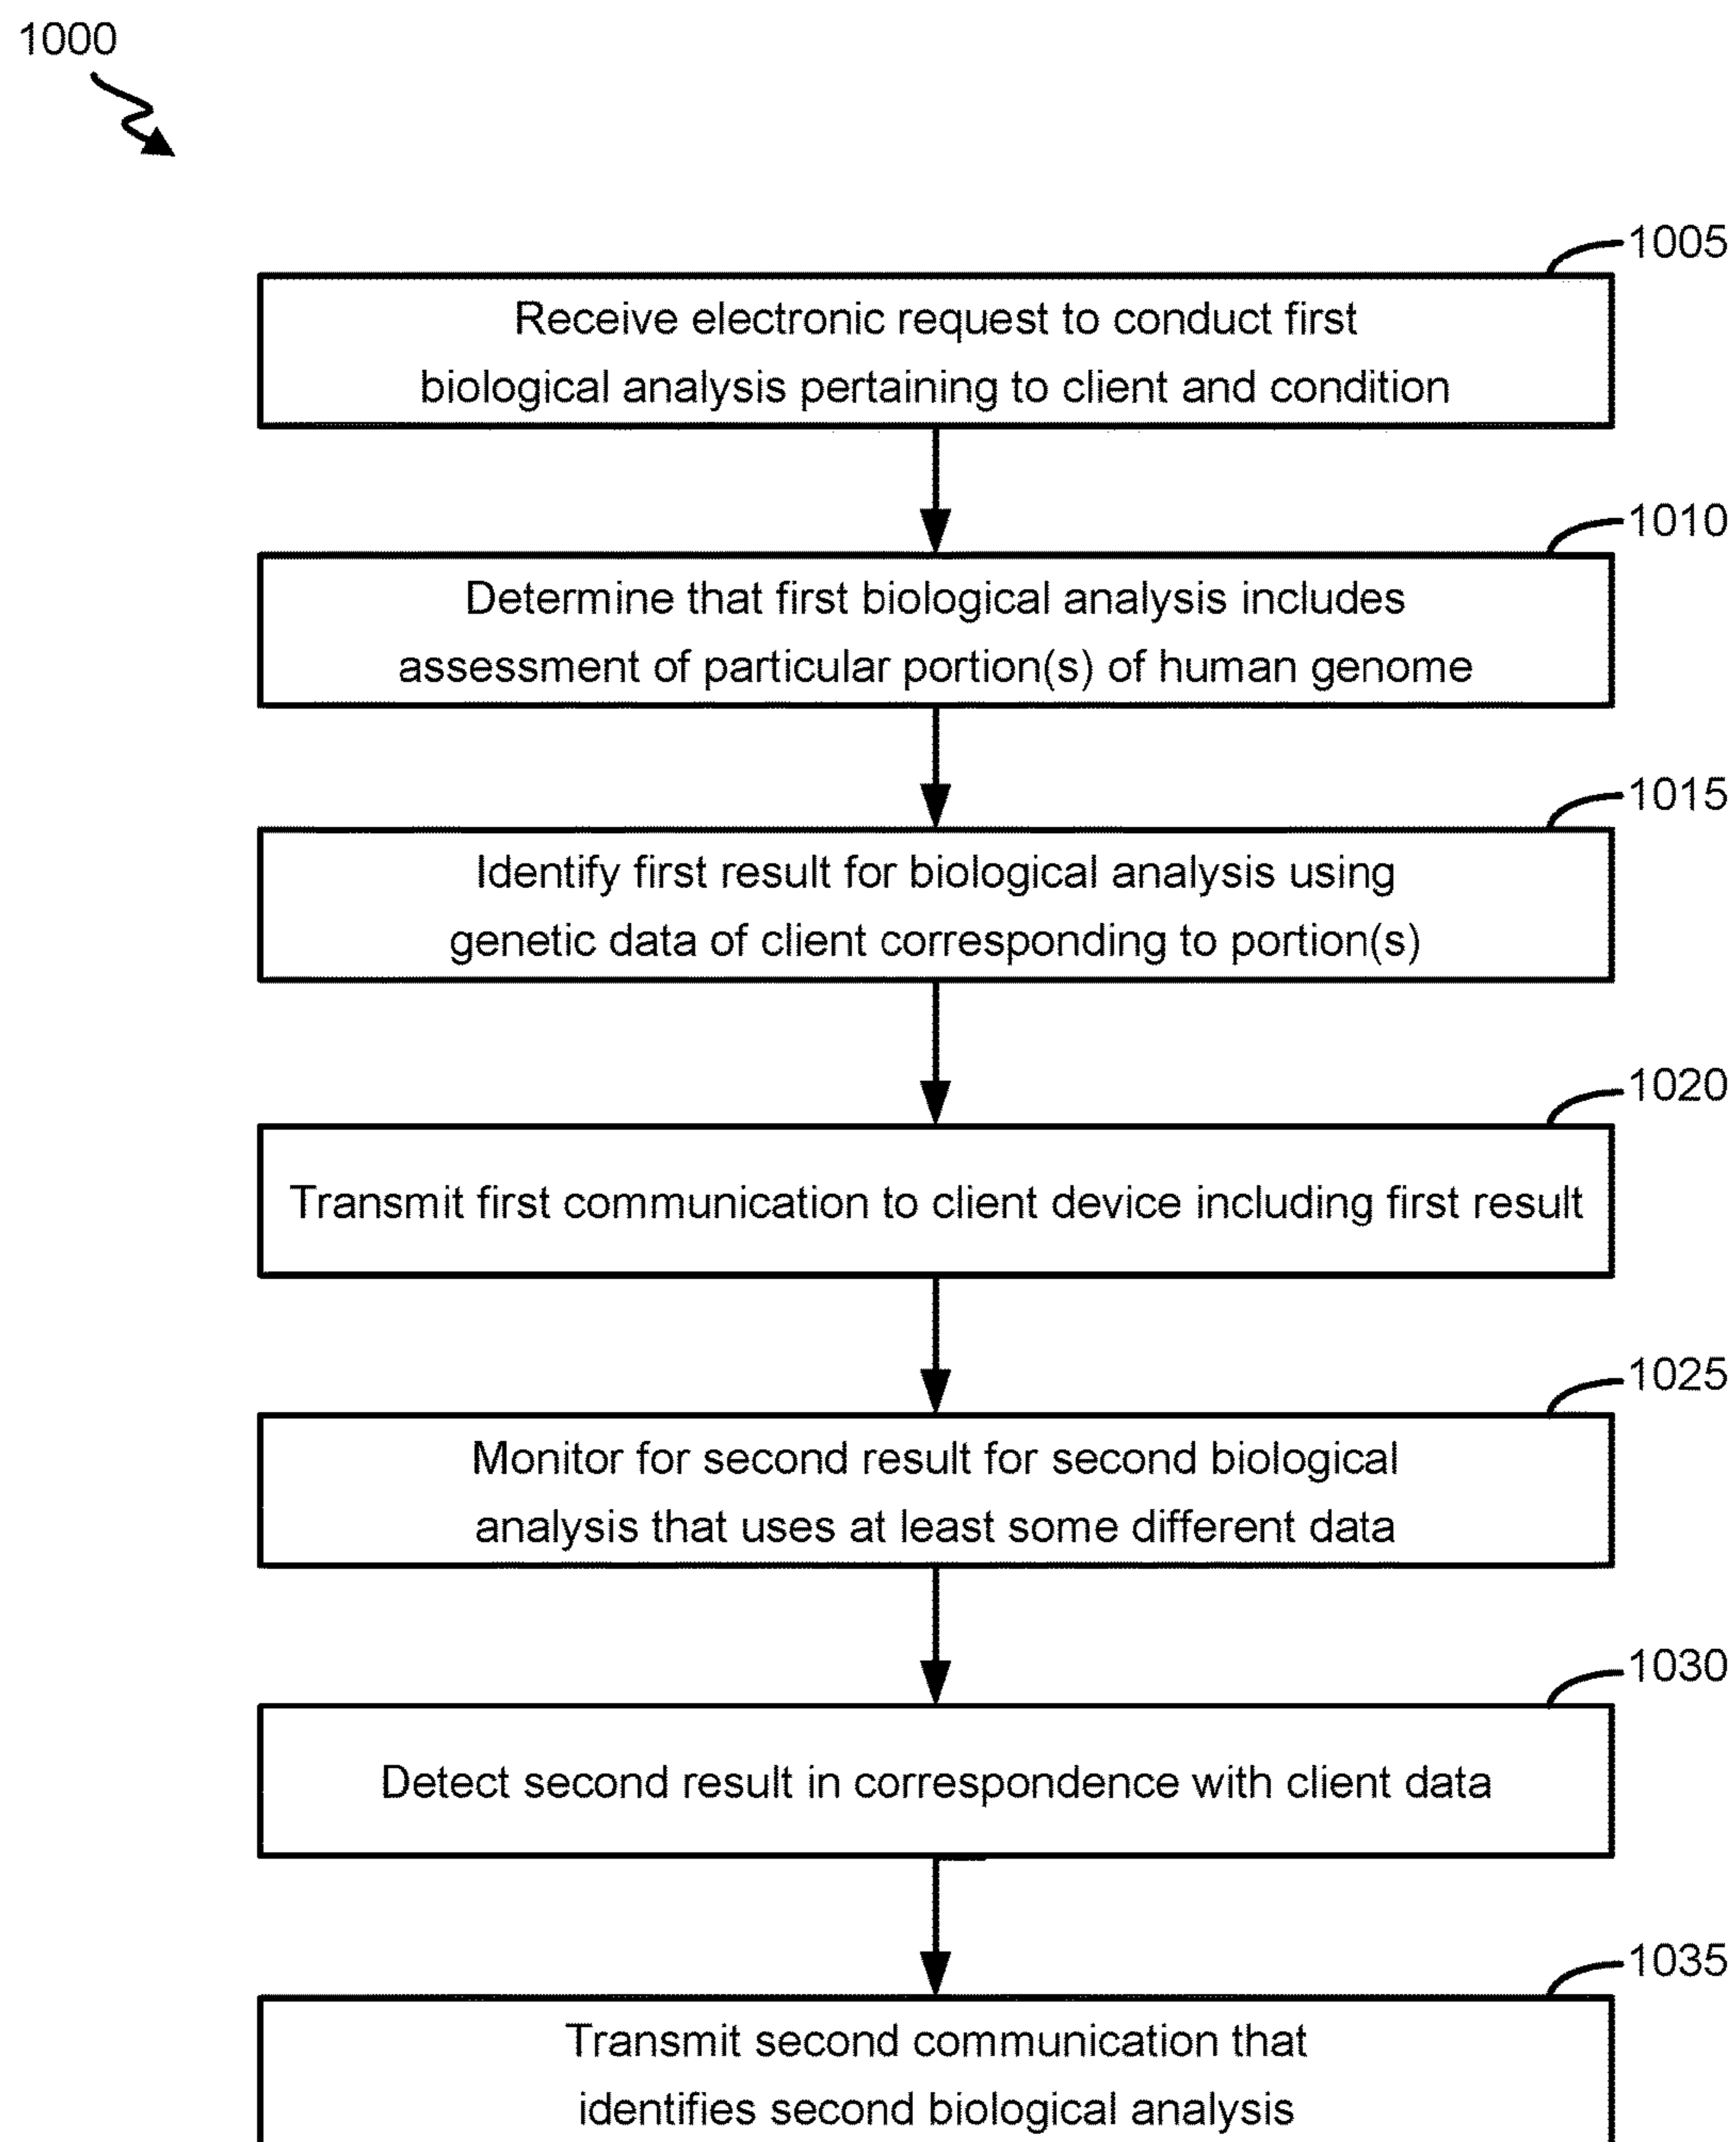 1000
1005
Receive electronic request to conduct first
biological analysis pertaining to client and condition
1010
Determine that first biological analysis includes
assessment of particular portion(s) of human genome
1015
Identify first result for biological analysis using
genetic data of client corresponding to portion(s)
1020
Transmit first communication to client device including first result
1025
Monitor for second result for second biological
analysis that uses at least some different data
1030
Detect second result in correspondence with client data
1035
Transmit second communication that
identifies second biological analysis